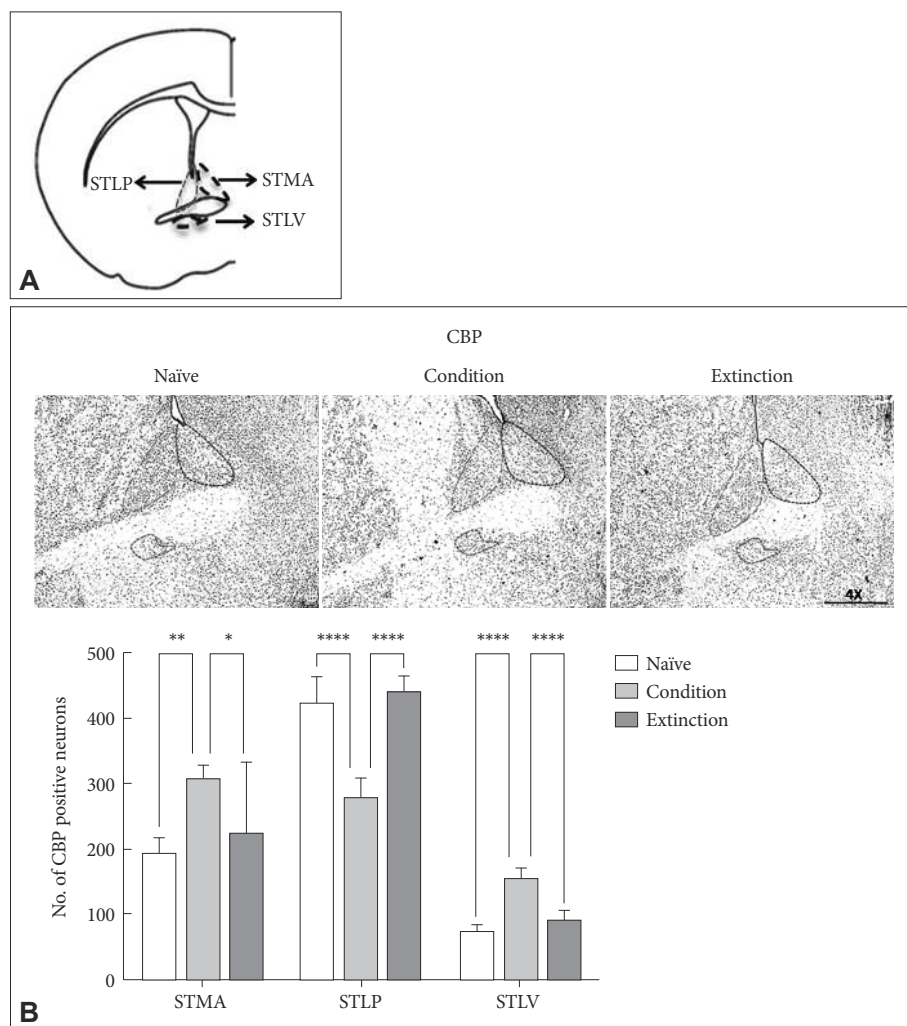 STLP
STMA
STLV
A
CBP
Naïve
Condition
Extinction
4X
** * **** **** **** ****
Naïve
Condition
Extinction
No. of CBP positive neurons
500
400
300
200
100
0
STMA
STLP
STLV
B